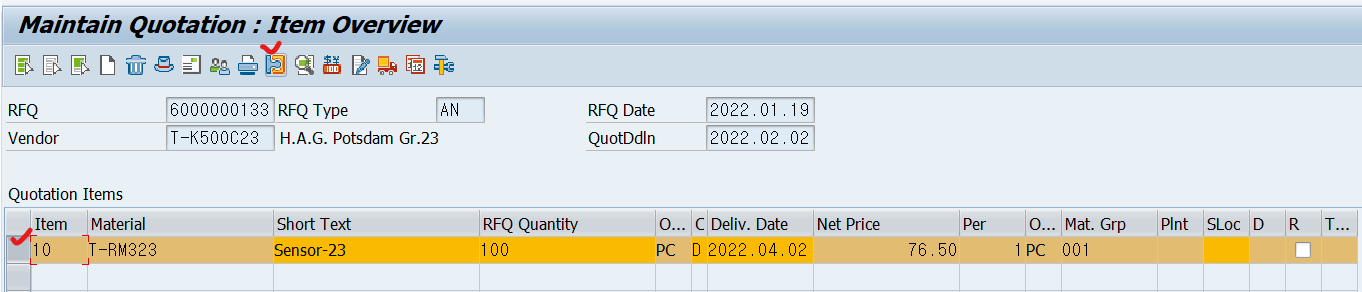 Maintain Quotation : Item Overview
RFQ 6000000133 RFQ Type AN RFQ Date 2022.01.19
Vendor T-K500C23 H.A.G. Potsdam Gr.23 QuotDdln 2022.02.02
Quotation Items
Item Material Short Text RFQ Quantity O... C Deliv. Date Net Price Per O... Mat. Grp Plnt SLoc D R T...
10 T-RM323 Sensor-23 100 PC D 2022.04.02 76.50 1 PC 001